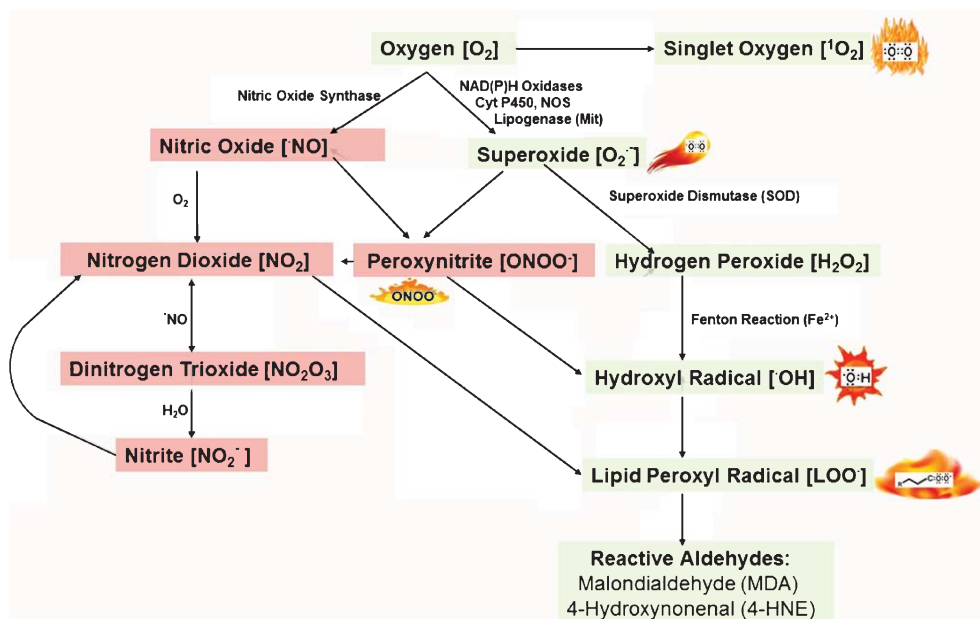 Oxygen [O₂]
Singlet Oxygen [¹O₂]
:Ö::Ö:
Nitric Oxide Synthase
NAD(P)H Oxidases
Cyt P450, NOS
Lipogenase (Mit)
Nitric Oxide [˙NO]
Superoxide [O₂˙⁻]
O₂
Superoxide Dismutase (SOD)
Nitrogen Dioxide [NO₂]
Peroxynitrite [ONOO⁻]
Hydrogen Peroxide [H₂O₂]
ONOO
˙NO
Fenton Reaction (Fe²⁺)
Dinitrogen Trioxide [NO₂O₃]
Hydroxyl Radical [˙OH]
·Ö:H
H₂O
Nitrite [NO₂˙]
Lipid Peroxyl Radical [LOO˙]
Reactive Aldehydes:
Malondialdehyde (MDA)
4-Hydroxynonenal (4-HNE)